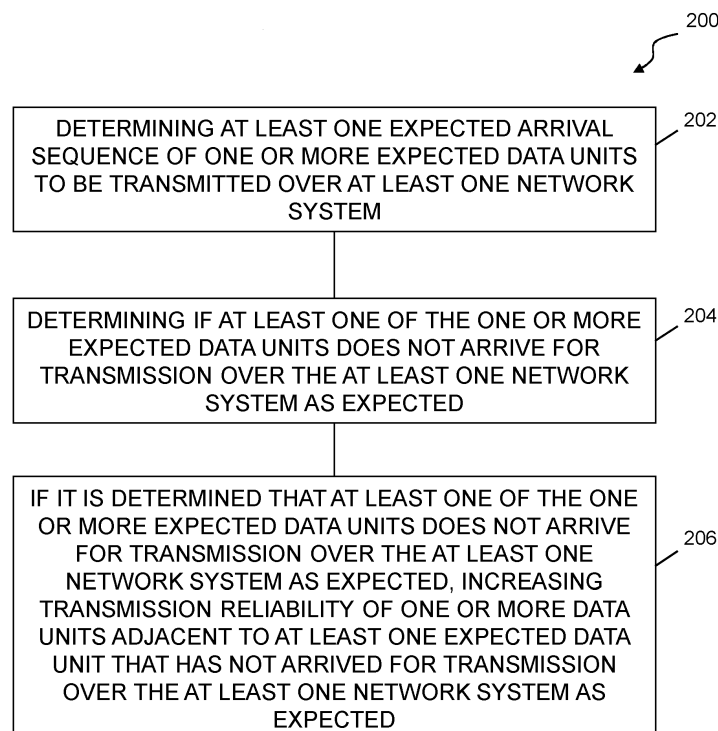 200
202
DETERMINING AT LEAST ONE EXPECTED ARRIVAL
SEQUENCE OF ONE OR MORE EXPECTED DATA UNITS
TO BE TRANSMITTED OVER AT LEAST ONE NETWORK
SYSTEM
204
DETERMINING IF AT LEAST ONE OF THE ONE OR MORE
EXPECTED DATA UNITS DOES NOT ARRIVE FOR
TRANSMISSION OVER THE AT LEAST ONE NETWORK
SYSTEM AS EXPECTED
206
IF IT IS DETERMINED THAT AT LEAST ONE OF THE ONE
OR MORE EXPECTED DATA UNITS DOES NOT ARRIVE
FOR TRANSMISSION OVER THE AT LEAST ONE
NETWORK SYSTEM AS EXPECTED, INCREASING
TRANSMISSION RELIABILITY OF ONE OR MORE DATA
UNITS ADJACENT TO AT LEAST ONE EXPECTED DATA
UNIT THAT HAS NOT ARRIVED FOR TRANSMISSION
OVER THE AT LEAST ONE NETWORK SYSTEM AS
EXPECTED